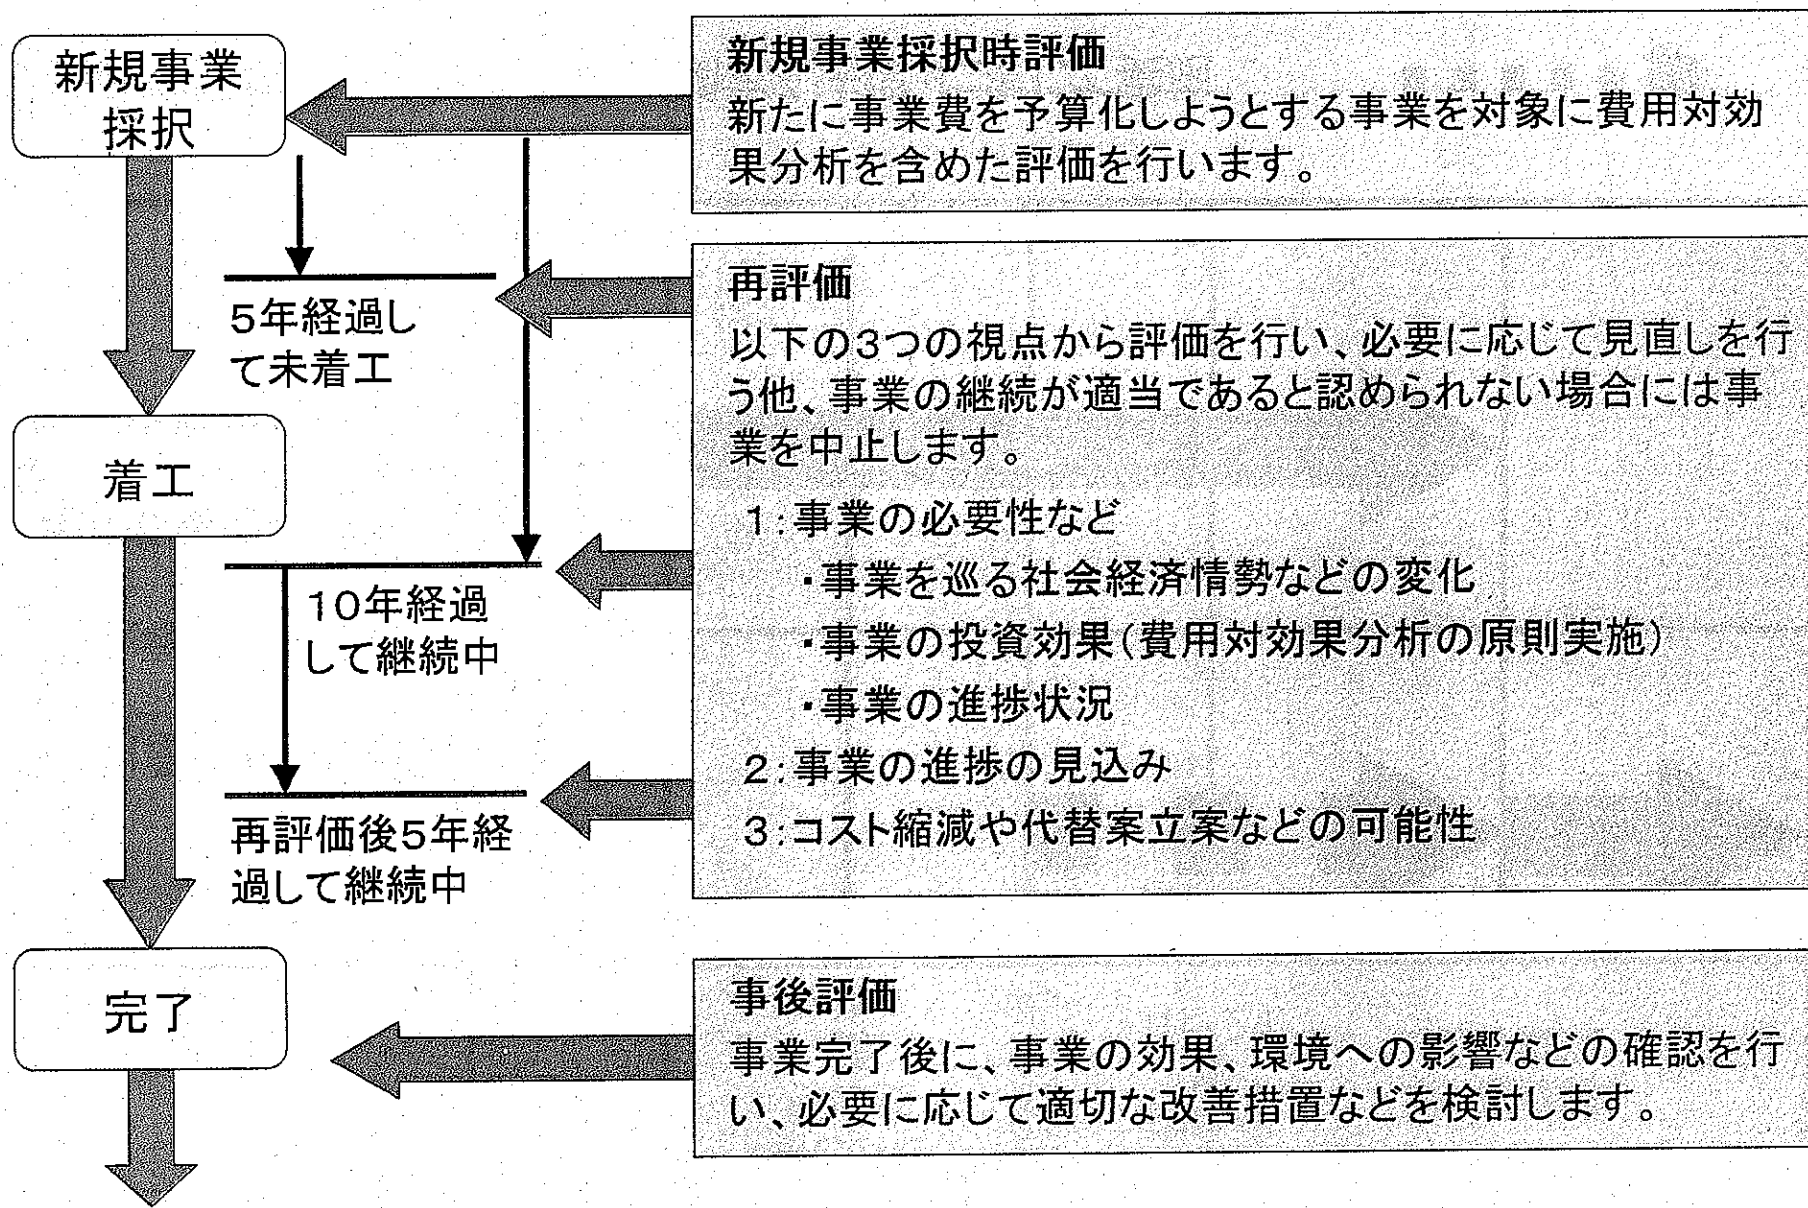 新規事業
採択
新規事業採択時評価
新たに事業費を予算化しようとする事業を対象に費用対効
果分析を含めた評価を行います。
5年経過し
て未着工
再評価
以下の3つの視点から評価を行い、必要に応じて見直しを行
う他、事業の継続が適当であると認められない場合には事
業を中止します。
1:事業の必要性など
・事業を巡る社会経済情勢などの変化
・事業の投資効果(費用対効果分析の原則実施)
・事業の進捗状況
2:事業の進捗の見込み
3:コスト縮減や代替案立案などの可能性
着工
10年経過
して継続中
再評価後5年経
過して継続中
完了
事後評価
事業完了後に、事業の効果、環境への影響などの確認を行
い、必要に応じて適切な改善措置などを検討します。